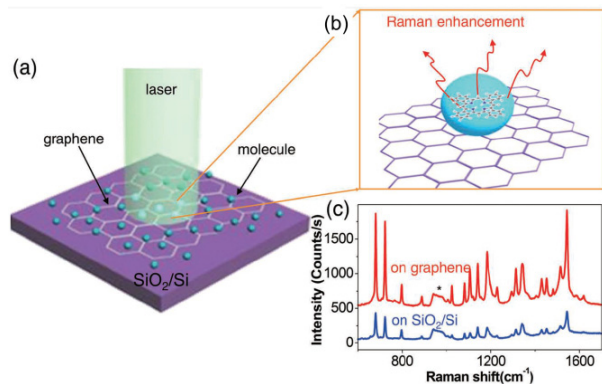 (a)
laser
graphene
molecule
SiO₂/Si
(b)
Raman enhancement
(c)
Intensity (Counts/s)
1500
1000
500
0
on graphene
*
on SiO₂/Si
800
1200
1600
Raman shift(cm⁻¹)